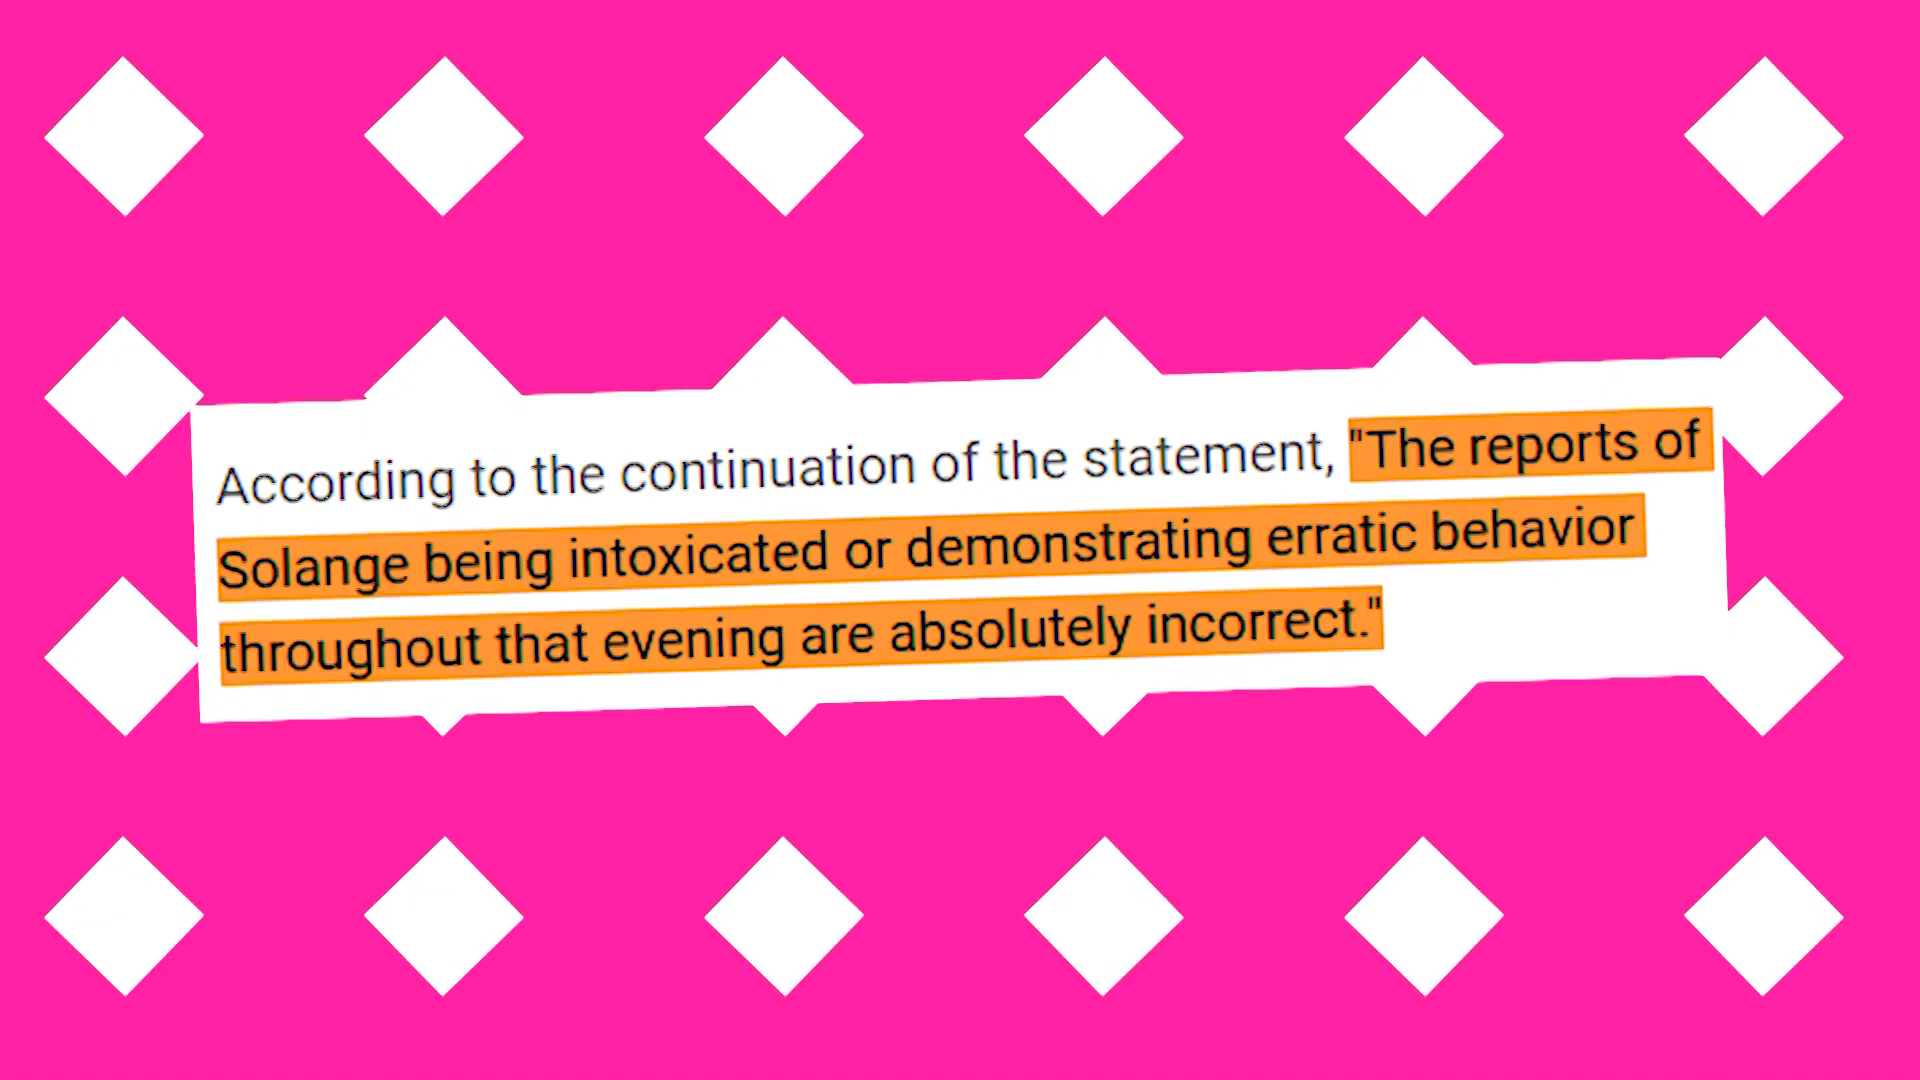 According to the continuation of the statement, "The reports of
Solange being intoxicated or demonstrating erratic behavior
throughout that evening are absolutely incorrect."